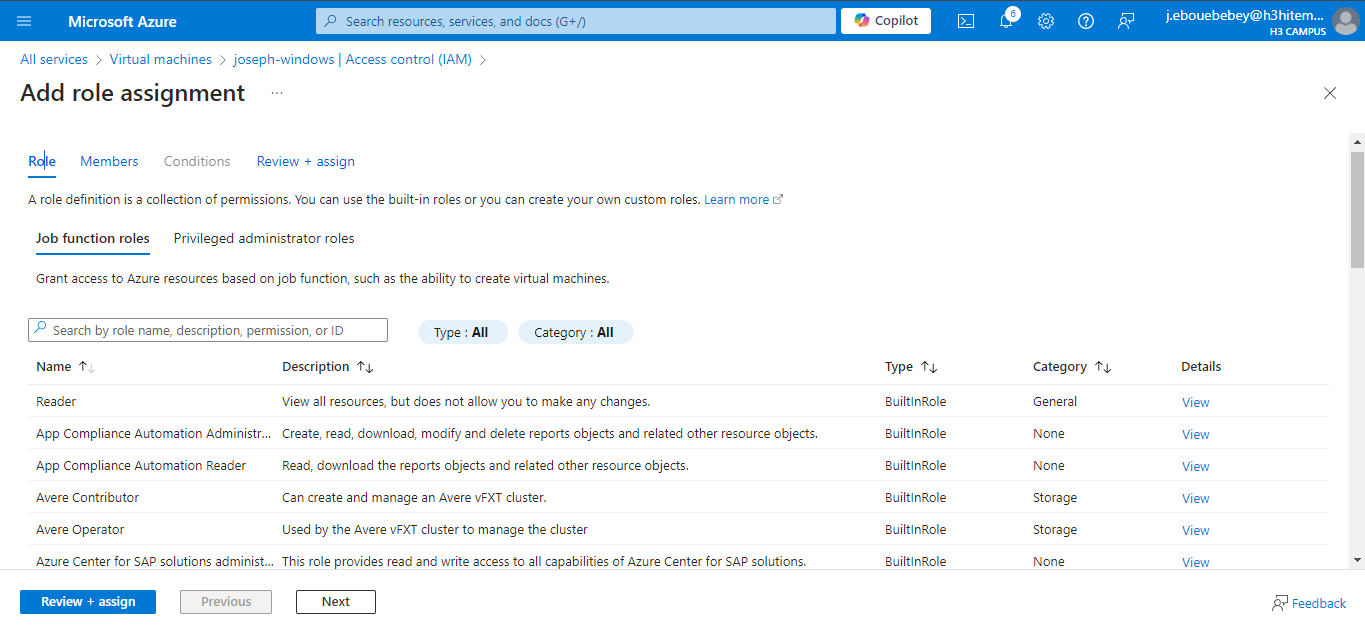 Microsoft Azure
Search resources, services, and docs (G+/)
Copilot
6
j.ebouebebey@h3hitem...
H3 CAMPUS
All services > Virtual machines > joseph-windows | Access control (IAM) >
Add role assignment ...
Role Members Conditions Review + assign
A role definition is a collection of permissions. You can use the built-in roles or you can create your own custom roles. Learn more
Job function roles Privileged administrator roles
Grant access to Azure resources based on job function, such as the ability to create virtual machines.
Search by role name, description, permission, or ID Type : All Category : All
Name ↑↓ Description ↑↓ Type ↑↓ Category ↑↓ Details
Reader View all resources, but does not allow you to make any changes. BuiltInRole General View
App Compliance Automation Administr... Create, read, download, modify and delete reports objects and related other resource objects. BuiltInRole None View
App Compliance Automation Reader Read, download the reports objects and related other resource objects. BuiltInRole None View
Avere Contributor Can create and manage an Avere vFXT cluster. BuiltInRole Storage View
Avere Operator Used by the Avere vFXT cluster to manage the cluster BuiltInRole Storage View
Azure Center for SAP solutions administ... This role provides read and write access to all capabilities of Azure Center for SAP solutions. BuiltInRole None View
Review + assign Previous Next Feedback